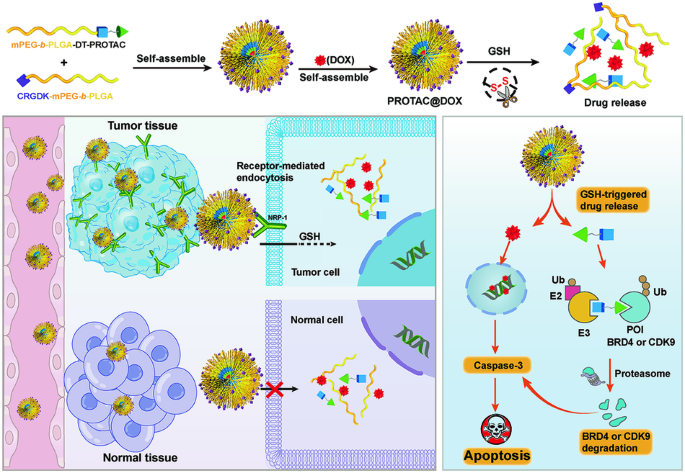 mPEG-b-PLGA-DT-PROTAC
+
CRGDK-mPEG-b-PLGA
Self-assemble
(DOX)
Self-assemble
PROTAC@DOX
GSH
S
S
Drug release
Tumor tissue
Receptor-mediated
endocytosis
NRP-1
GSH
Tumor cell
Normal cell
Normal tissue
GSH-triggered
drug release
Ub
E2
E3
Ub
POI
BRD4 or CDK9
Caspase-3
Proteasome
Apoptosis
BRD4 or CDK9
degradation